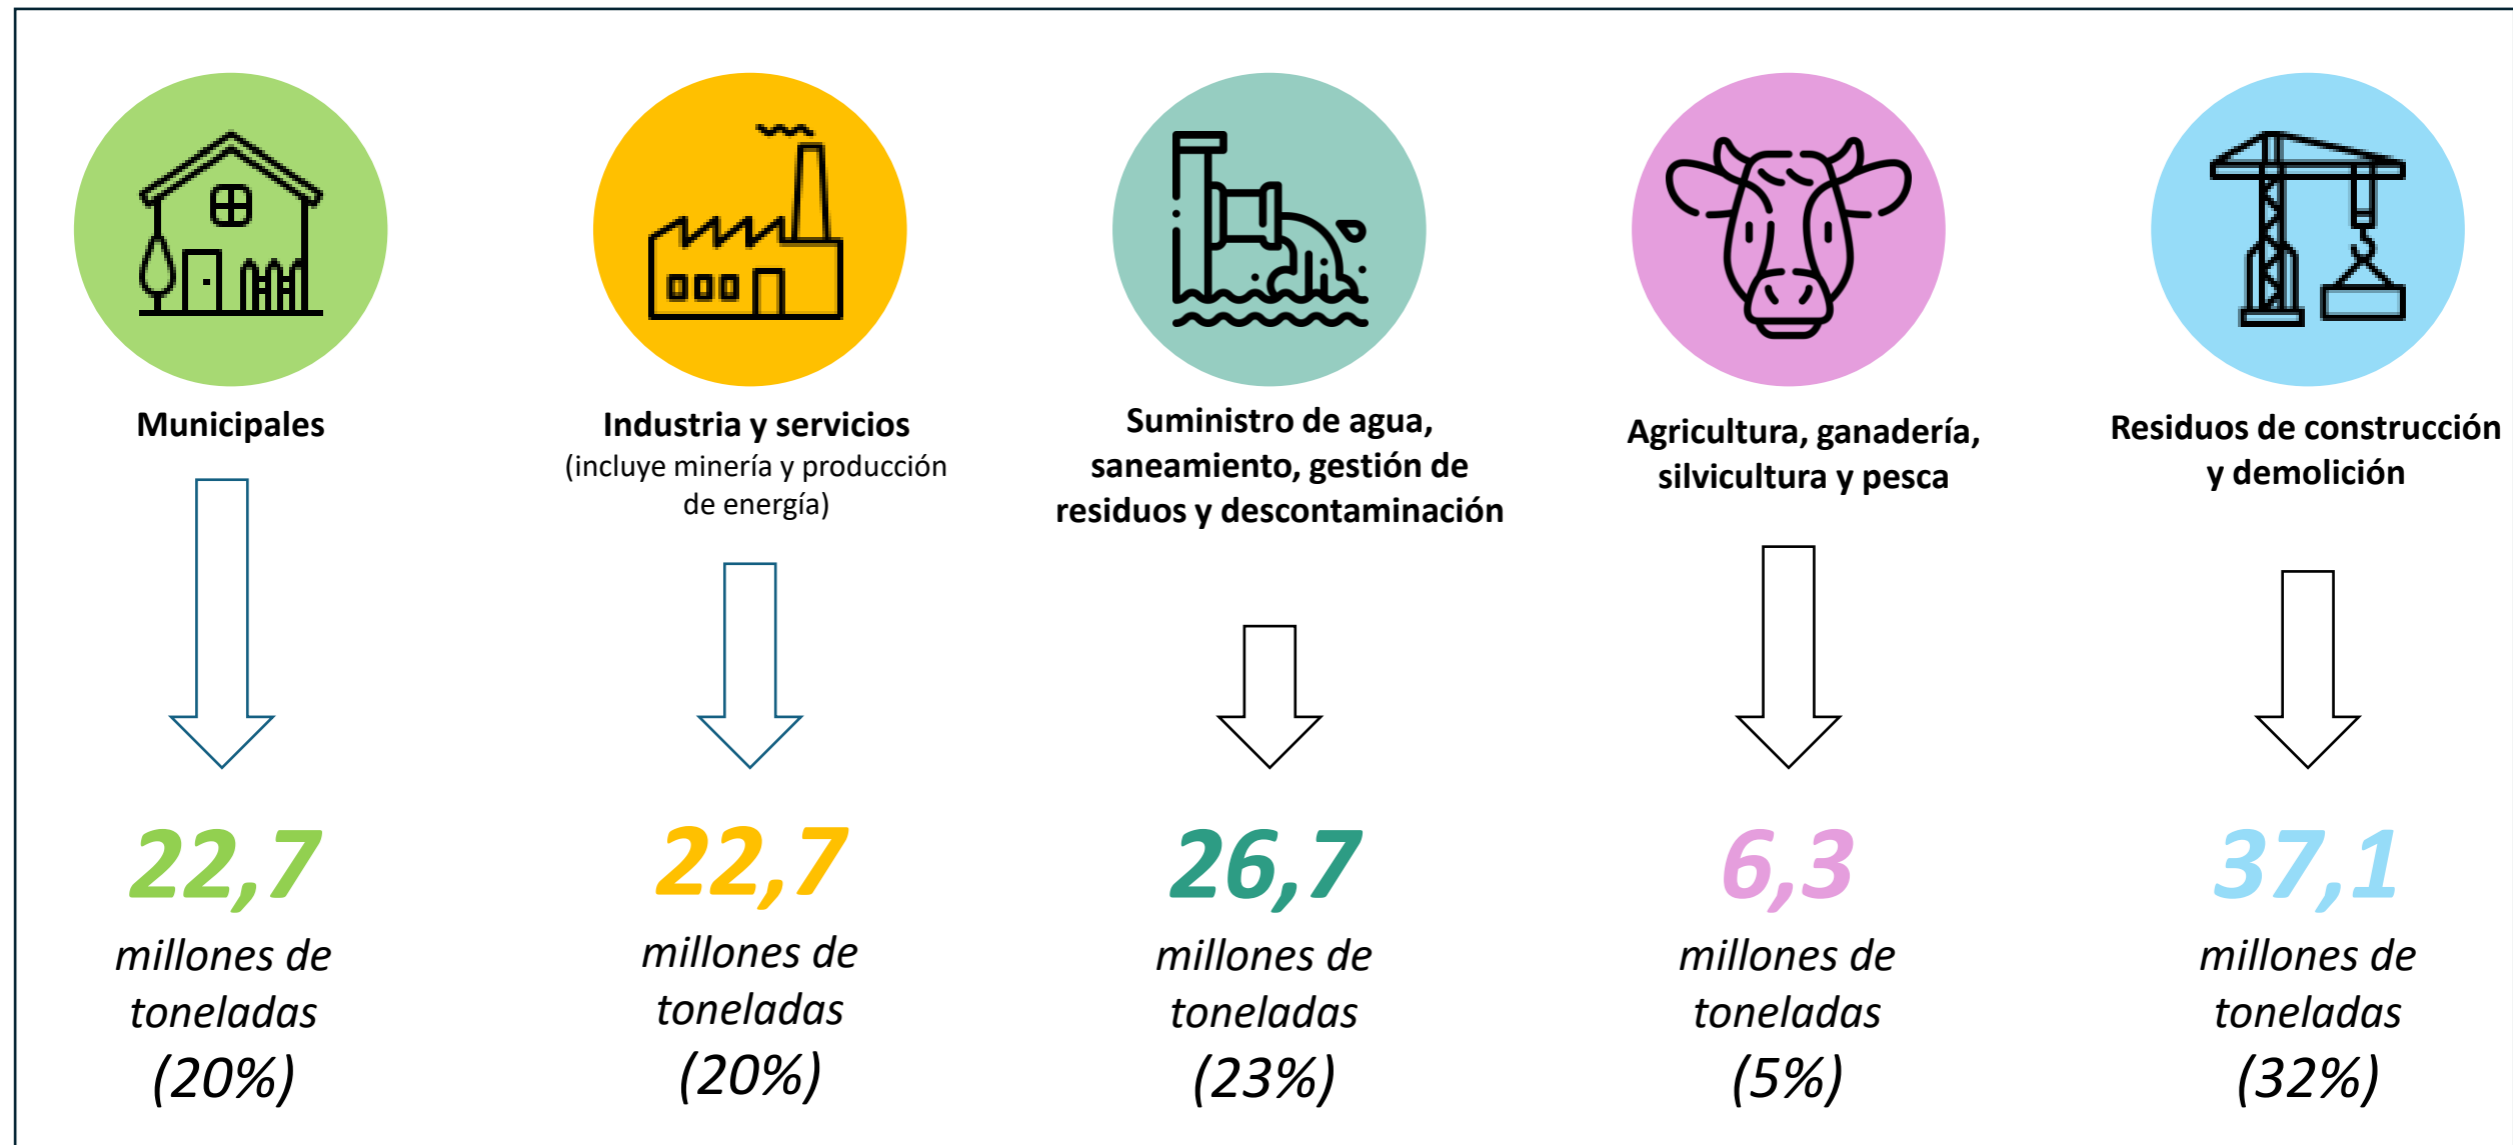 Municipales
Industria y servicios
(incluye minería y producción
de energía)
Suministro de agua,
saneamiento, gestión de
residuos y descontaminación
Agricultura, ganadería,
silvicultura y pesca
Residuos de construcción
y demolición
22,7
millones de
toneladas
(20%)
22,7
millones de
toneladas
(20%)
26,7
millones de
toneladas
(23%)
6,3
millones de
toneladas
(5%)
37,1
millones de
toneladas
(32%)